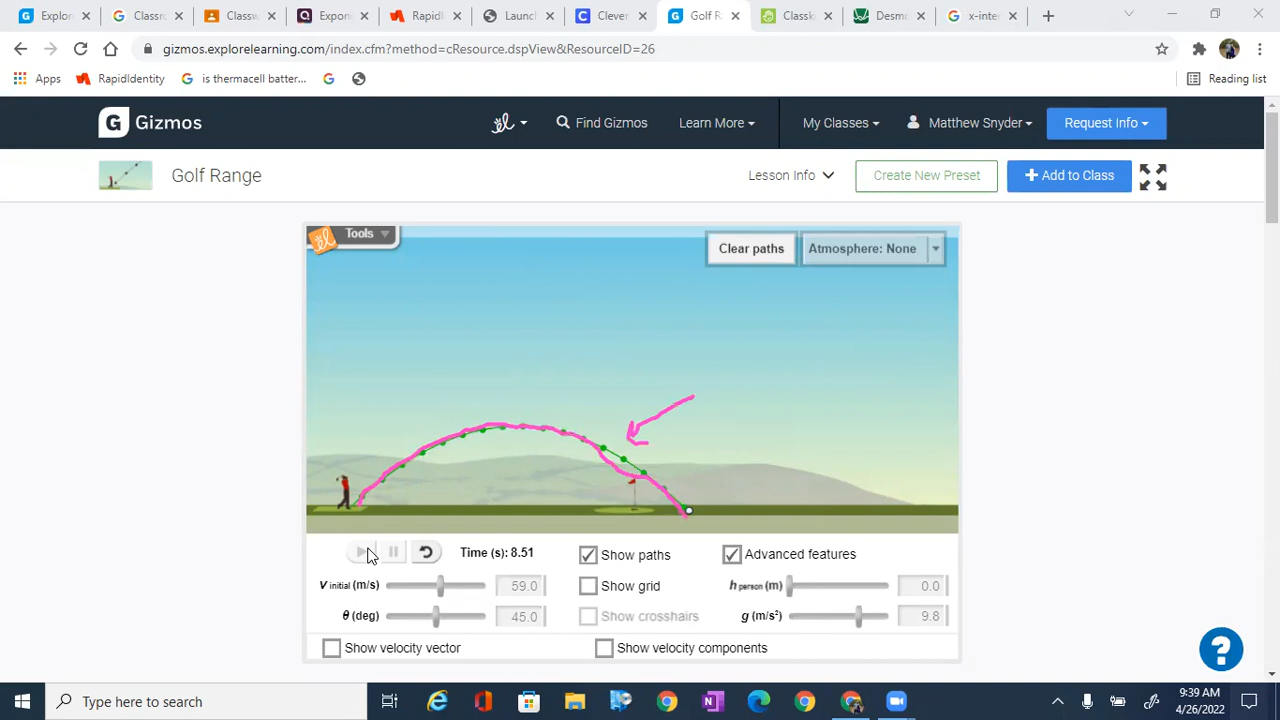 Explor
Classro
Classw
Expon
Rapidl
Launch
Clever
Golf R
Classk
Desmo
x-inte
gizmos.explorelearning.com/index.cfm?method=cResource.dspView&ResourceID=26
Apps
RapidIdentity
is thermacell batter...
Reading list
G Gizmos
Find Gizmos
Learn More
My Classes
Matthew Snyder
Request Info
Golf Range
Lesson Info
Create New Preset
+ Add to Class
Tools
Clear paths
Atmosphere: None
Time (s): 8.51
Show paths
Advanced features
V initial (m/s)
59.0
Show grid
h person (m)
0.0
θ (deg)
45.0
Show crosshairs
g (m/s²)
9.8
Show velocity vector
Show velocity components
?
Type here to search
9:39 AM
4/26/2022